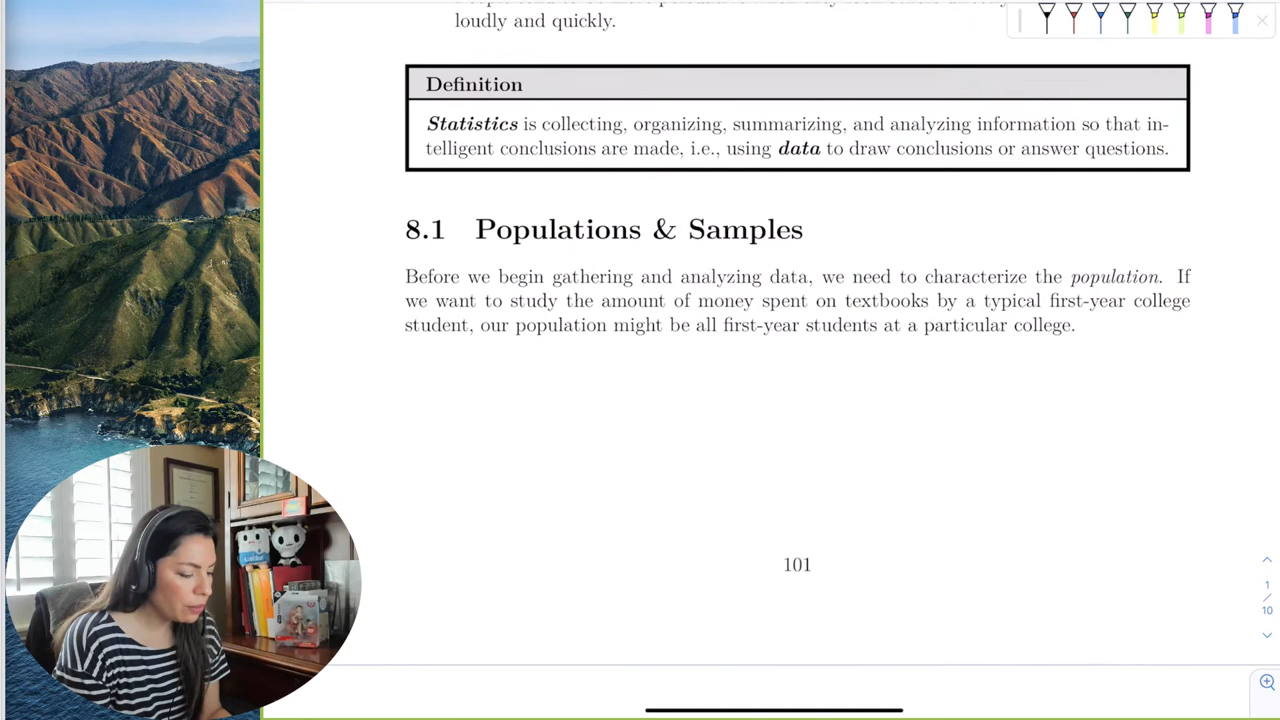 loudly and quickly.
Definition
Statistics is collecting, organizing, summarizing, and analyzing information so that in-
telligent conclusions are made, i.e., using data to draw conclusions or answer questions.
8.1 Populations & Samples
Before we begin gathering and analyzing data, we need to characterize the population. If
we want to study the amount of money spent on textbooks by a typical first-year college
student, our population might be all first-year students at a particular college.
101
1
/
10